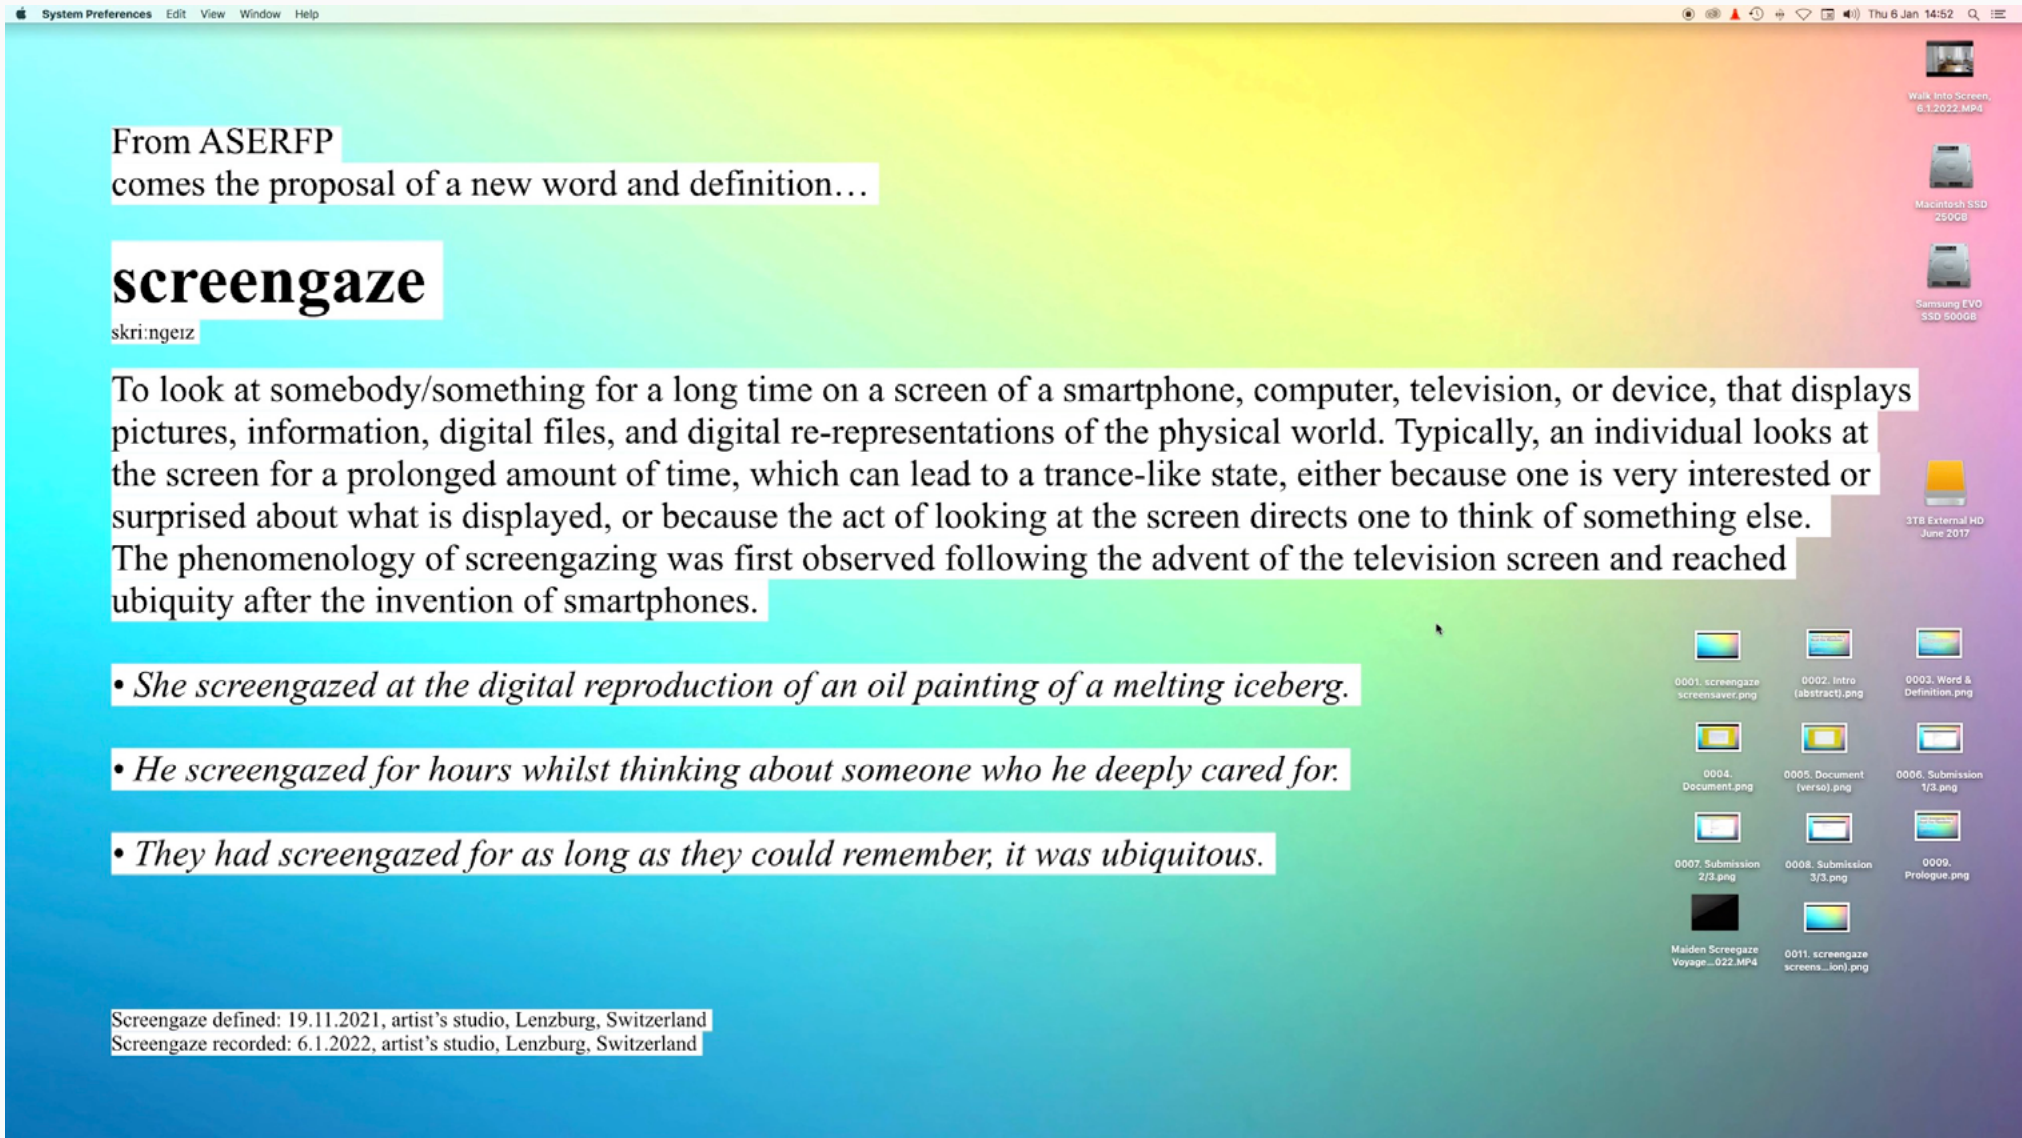 System Preferences Edit View Window Help
Thu 6 Jan 14:52
From ASERFP
comes the proposal of a new word and definition…
screengaze
skriːngeɪz
To look at somebody/something for a long time on a screen of a smartphone, computer, television, or device, that displays
pictures, information, digital files, and digital re-representations of the physical world. Typically, an individual looks at
the screen for a prolonged amount of time, which can lead to a trance-like state, either because one is very interested or
surprised about what is displayed, or because the act of looking at the screen directs one to think of something else.
The phenomenology of screengazing was first observed following the advent of the television screen and reached
ubiquity after the invention of smartphones.
• She screengazed at the digital reproduction of an oil painting of a melting iceberg.
• He screengazed for hours whilst thinking about someone who he deeply cared for.
• They had screengazed for as long as they could remember, it was ubiquitous.
Screengaze defined: 19.11.2021, artist’s studio, Lenzburg, Switzerland
Screengaze recorded: 6.1.2022, artist’s studio, Lenzburg, Switzerland
Walk Into Screen,
6.1.2022.MP4
Macintosh SSD
250GB
Samsung EVO
SSD 500GB
3TB External HD
June 2017
0001. screengaze
screensaver.png
0002. Intro
(abstract).png
0003. Word &
Definition.png
0004.
Document.png
0005. Document
(verso).png
0006. Submission
1/3.png
0007. Submission
2/3.png
0008. Submission
3/3.png
0009.
Prologue.png
Maiden Screegaze
Voyage...022.MP4
0011. screengaze
screens...ion).png